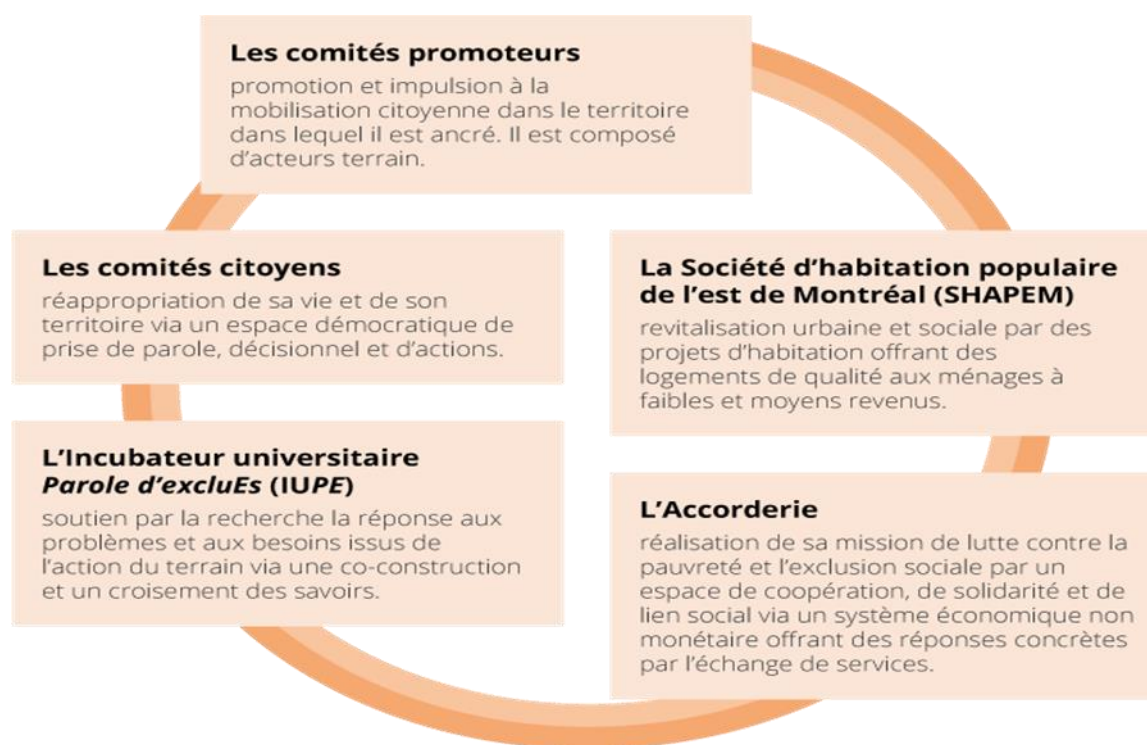 Les comités promoteurs
promotion et impulsion à la
mobilisation citoyenne dans le territoire
dans lequel il est ancré. Il est composé
d'acteurs terrain.
Les comités citoyens
réappropriation de sa vie et de son
territoire via un espace démocratique de
prise de parole, décisionnel et d'actions.
La Société d'habitation populaire
de l'est de Montréal (SHAPEM)
revitalisation urbaine et sociale par des
projets d'habitation offrant des
logements de qualité aux ménages à
faibles et moyens revenus.
L'Incubateur universitaire
Parole d'excluEs (IUPE)
soutien par la recherche la réponse aux
problèmes et aux besoins issus de
l'action du terrain via une co-construction
et un croisement des savoirs.
L'Accorderie
réalisation de sa mission de lutte contre la
pauvreté et l'exclusion sociale par un
espace de coopération, de solidarité et de
lien social via un système économique non
monétaire offrant des réponses concrètes
par l'échange de services.